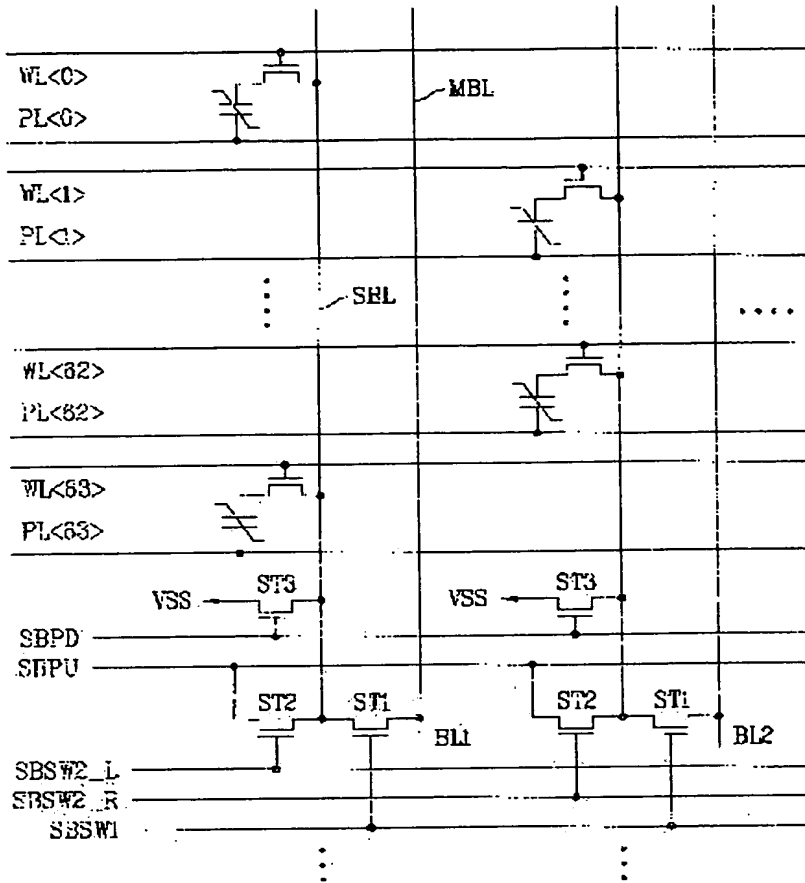 WL<0>
PL<0>
MBL
WL<1>
PL<1>
SBL
WL<62>
PL<62>
WL<63>
PL<63>
VSS ST3 VSS ST3
SBPD
SBPU
ST2 ST1 BL1 ST2 ST1 BL2
SBSW2_L
SBSW2_R
SBSW1